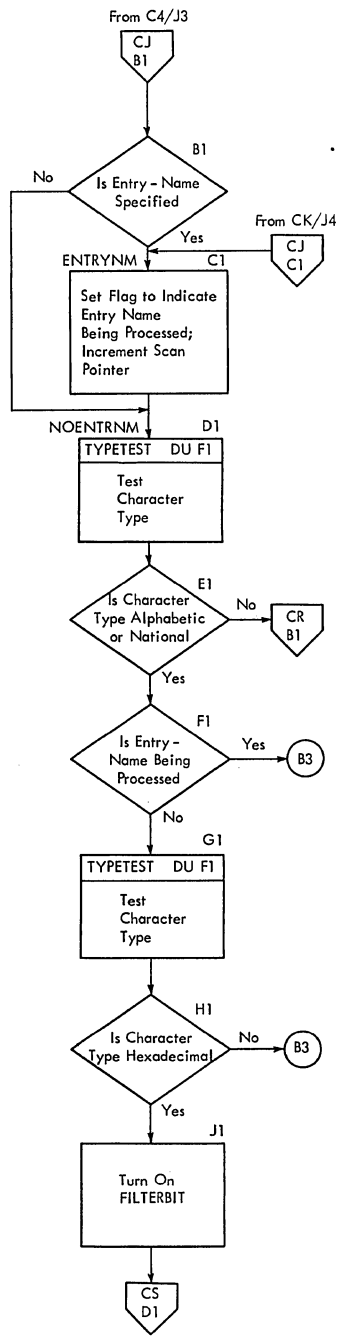 From C4/J3
CJ
B1
B1
No
Is Entry - Name
Specified
Yes
From CK/J4
CJ
C1
ENTRYNM
C1
Set Flag to Indicate
Entry Name
Being Processed;
Increment Scan
Pointer
NOENTRNM
D1
TYPETEST DU F1
Test
Character
Type
E1
Is Character
Type Alphabetic
or National
No
CR
B1
Yes
F1
Is Entry -
Name Being
Processed
Yes
B3
No
G1
TYPETEST DU F1
Test
Character
Type
H1
Is Character
Type Hexadecimal
No
B3
Yes
J1
Turn On
FILTERBIT
CS
D1